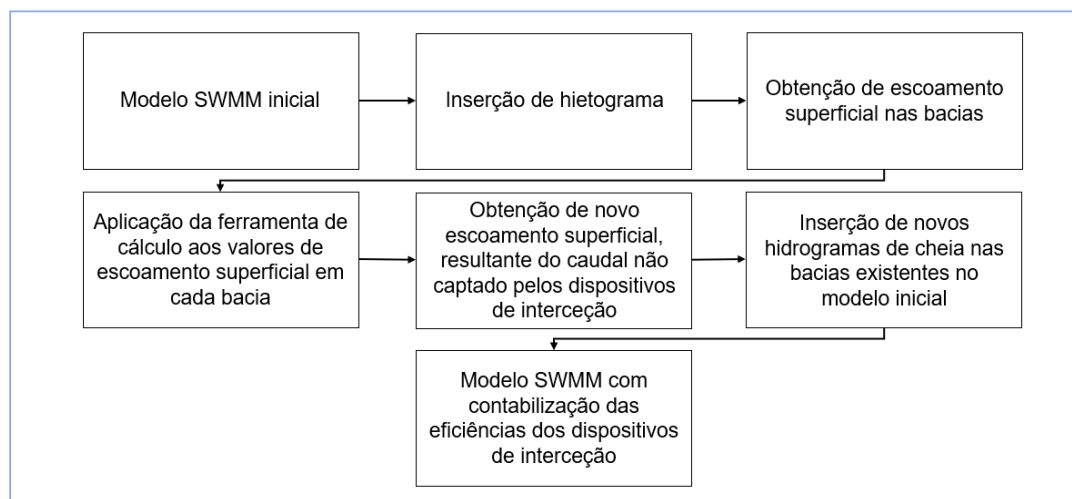 Modelo SWMM inicial
Inserção de hietograma
Obtenção de escoamento
superficial nas bacias
Aplicação da ferramenta de
cálculo aos valores de
escoamento superficial em
cada bacia
Obtenção de novo
escoamento superficial,
resultante do caudal não
captado pelos dispositivos
de interceção
Inserção de novos
hidrogramas de cheia nas
bacias existentes no
modelo inicial
Modelo SWMM com
contabilização das
eficiências dos dispositivos
de interceção